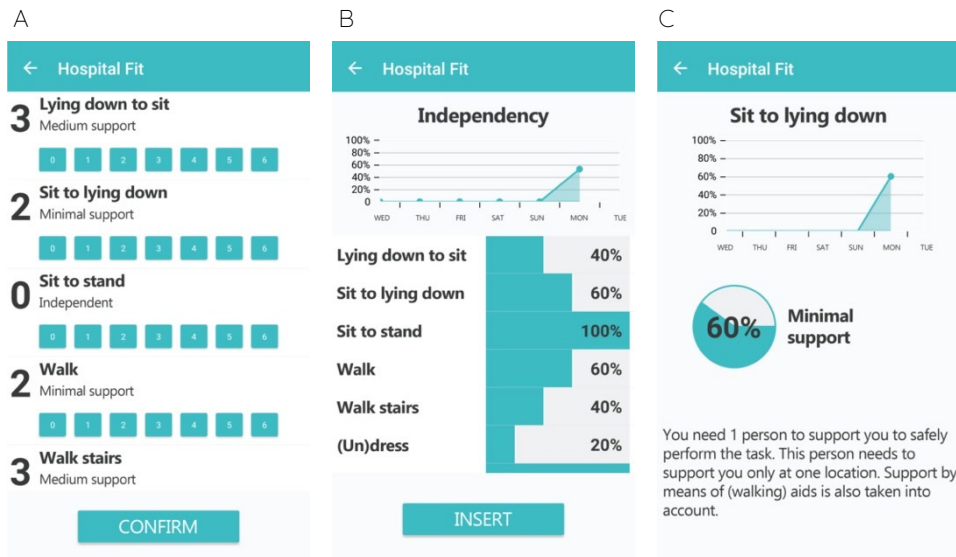 A
← Hospital Fit
3
Lying down to sit
Medium support
0 1 2 3 4 5 6
2
Sit to lying down
Minimal support
0 1 2 3 4 5 6
0
Sit to stand
Independent
0 1 2 3 4 5 6
2
Walk
Minimal support
0 1 2 3 4 5 6
3
Walk stairs
Medium support
CONFIRM
B
← Hospital Fit
Independency
100%
80%
60%
40%
20%
0
WED THU FRI SAT SUN MON TUE
Lying down to sit 40%
Sit to lying down 60%
Sit to stand 100%
Walk 60%
Walk stairs 40%
(Un)dress 20%
INSERT
C
← Hospital Fit
Sit to lying down
100%
80%
60%
40%
20%
0
WED THU FRI SAT SUN MON TUE
60%
Minimal
support
You need 1 person to support you to safely
perform the task. This person needs to
support you only at one location. Support by
means of (walking) aids is also taken into
account.